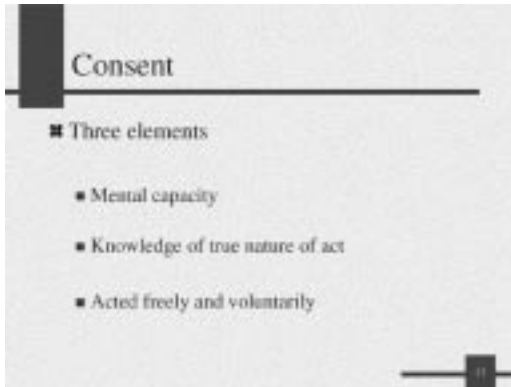 Consent
Three elements
Mental capacity
Knowledge of true nature of act
Acted freely and voluntarily